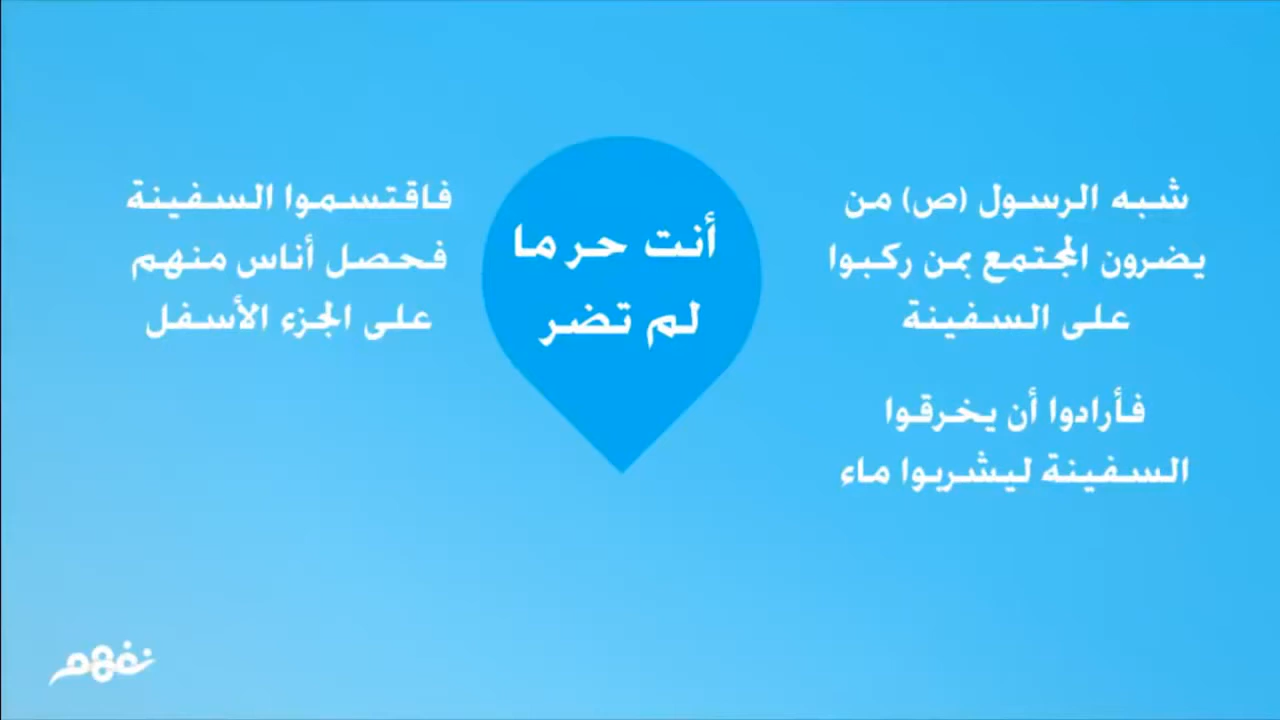 أنت حر ما
لم تضر
شبه الرسول (ص) من
يضرون المجتمع بمن ركبوا
على السفينة
فاقتسموا السفينة
فحصل أناس منهم
على الجزء الأسفل
فأرادوا أن يخرقوا
السفينة ليشربوا ماء
نفهم